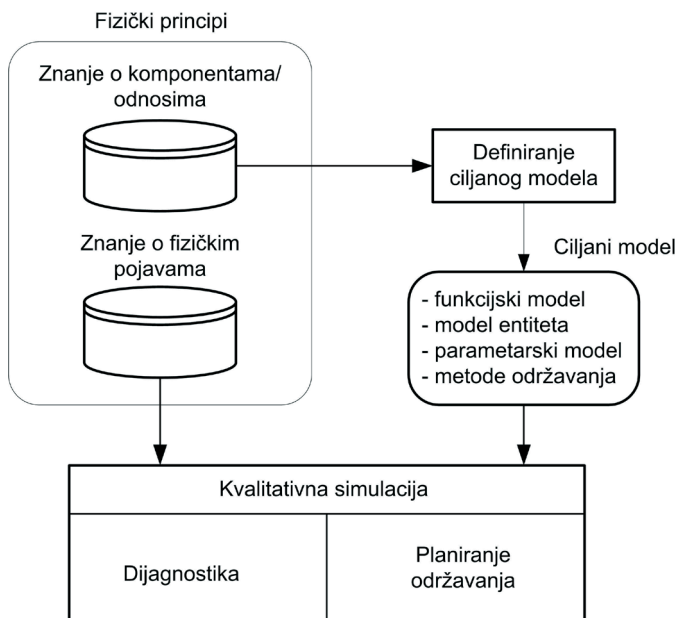 Fizički principi
Znanje o komponentama/
odnosima
Definiranje
ciljanog modela
Znanje o fizičkim
pojavama
Ciljani model
- funkcijski model
- model entiteta
- parametarski model
- metode održavanja
Kvalitativna simulacija
Dijagnostika
Planiranje
održavanja